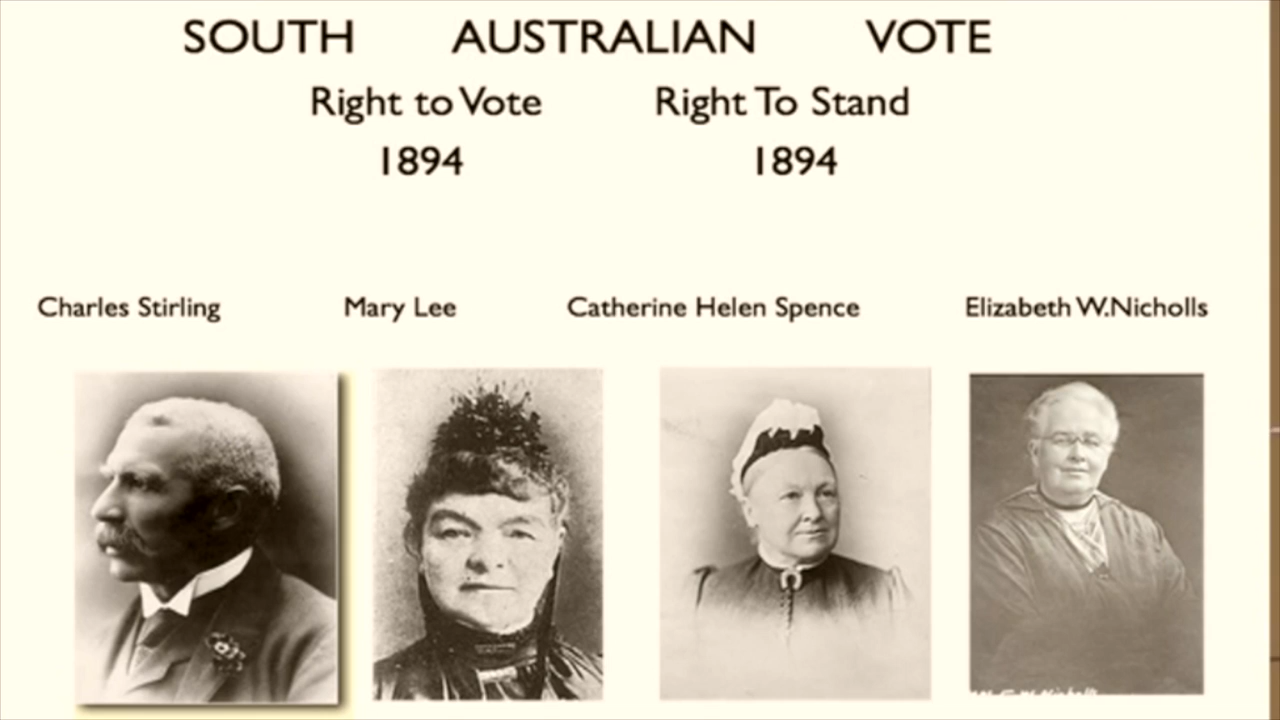 SOUTH AUSTRALIAN VOTE
Right to Vote Right To Stand
1894 1894
Charles Stirling Mary Lee Catherine Helen Spence Elizabeth W.Nicholls